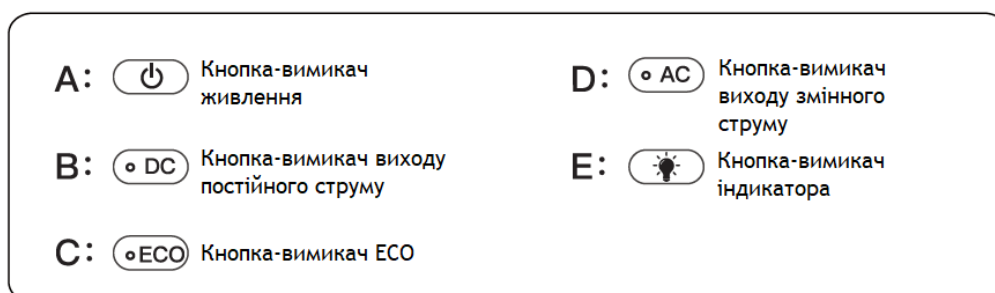 A: Кнопка-вимикач
живлення
B: DC Кнопка-вимикач виходу
постійного струму
C: ECO Кнопка-вимикач ECO
D: AC Кнопка-вимикач
виходу змінного
струму
E: Кнопка-вимикач
індикатора